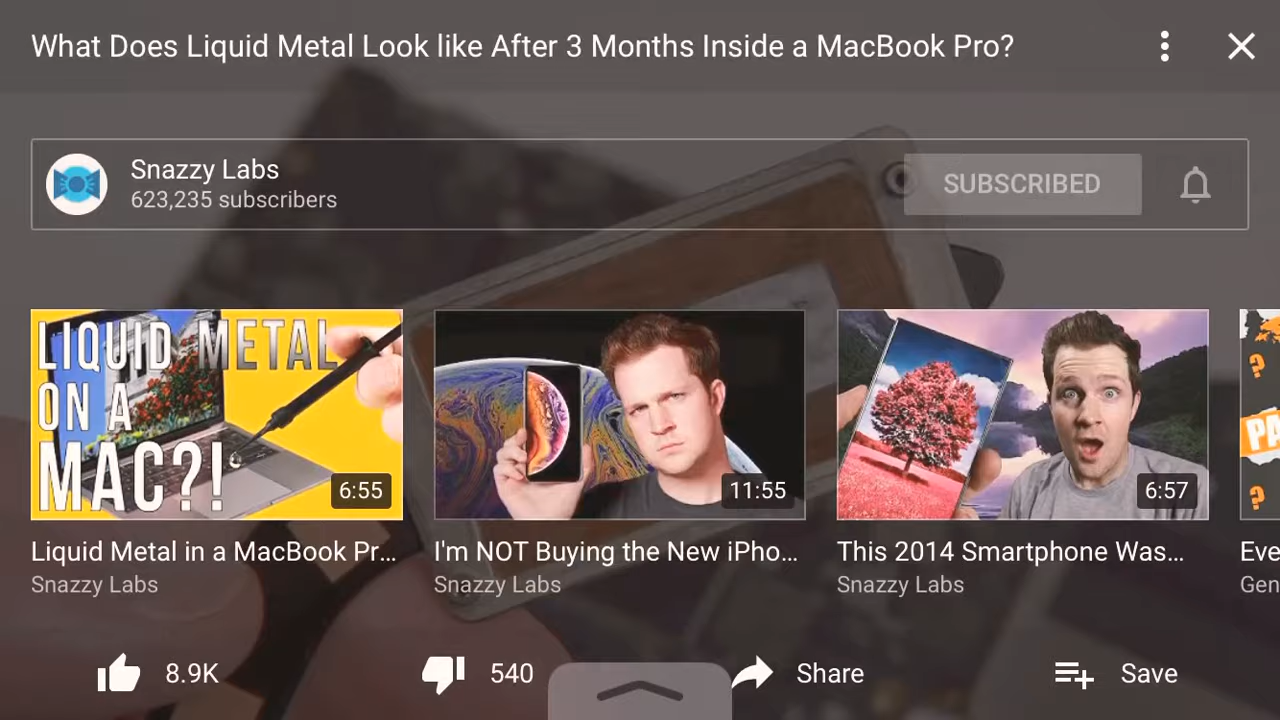 What Does Liquid Metal Look like After 3 Months Inside a MacBook Pro?
Snazzy Labs
623,235 subscribers
SUBSCRIBED
LIQUID METAL
ON A
MAC?!
6:55
11:55
6:57
?
PA
?
Liquid Metal in a MacBook Pr...
I'm NOT Buying the New iPho...
This 2014 Smartphone Was...
Eve
Snazzy Labs
Snazzy Labs
Snazzy Labs
Gen
8.9K
540
Share
Save